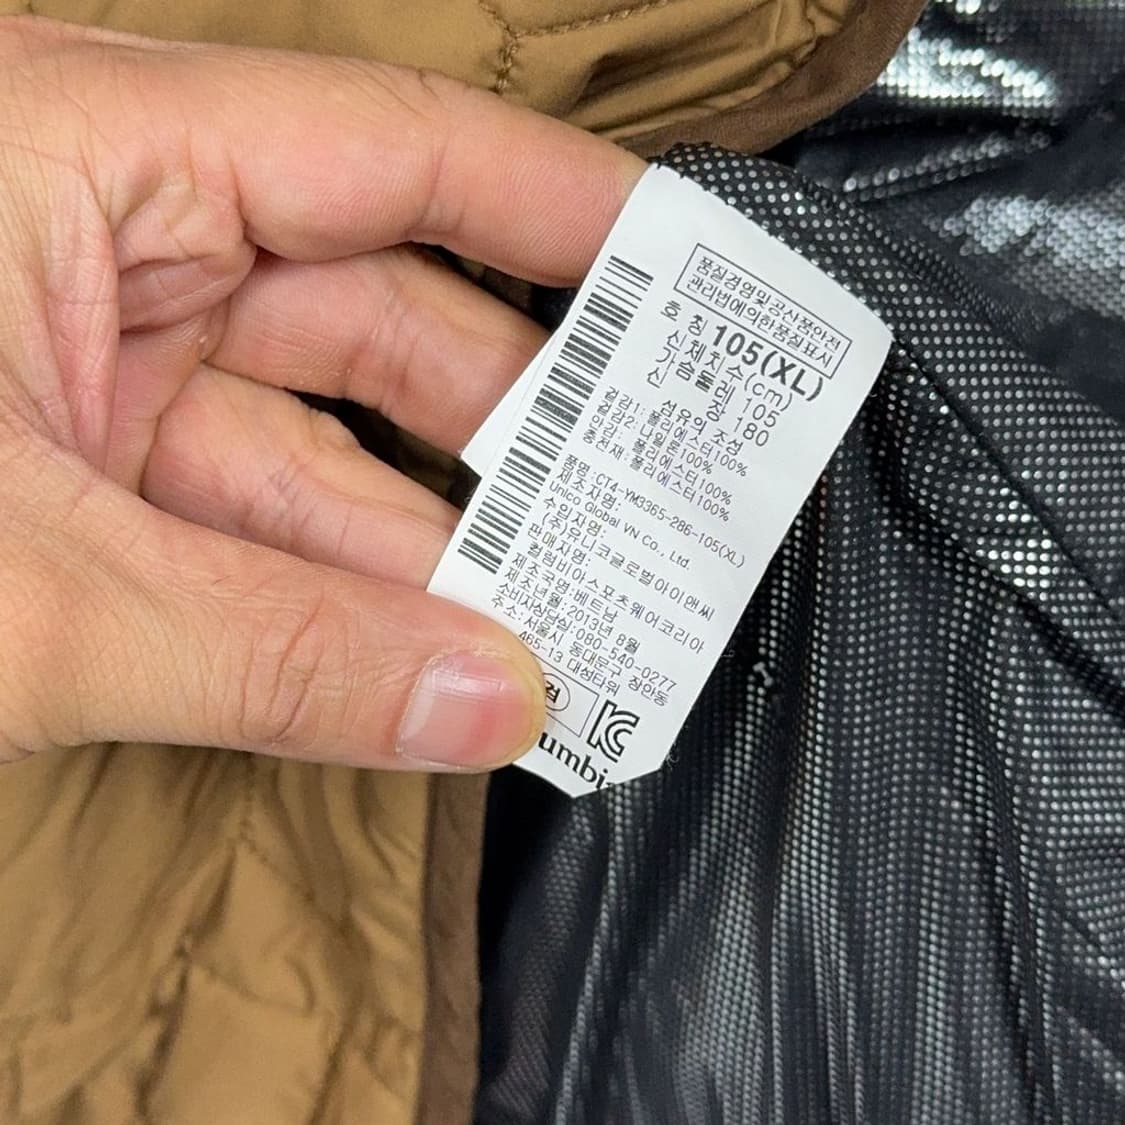 품질경영및공산품안전
관리법에의한품질표시
호 칭 105(XL)
신체치수(cm)
가슴둘레 105
신 장 180
섬유의 조성
겉감1: 폴리에스터100%
겉감2: 나일론100%
안감: 폴리에스터100%
충전재: 폴리에스터100%
품명:CT4-YM3365-286-105(XL)
제조자명:
Unico Global VN Co., Ltd.
수입자명:
(주)유니코글로벌아이앤씨
판매자명:
컬럼비아스포츠웨어코리아
제조국명:베트남
제조년월:2013년 8월
소비자상담실:080-540-0277
주소:서울시 동대문구 장안동
465-13 대성타워
검
umbi